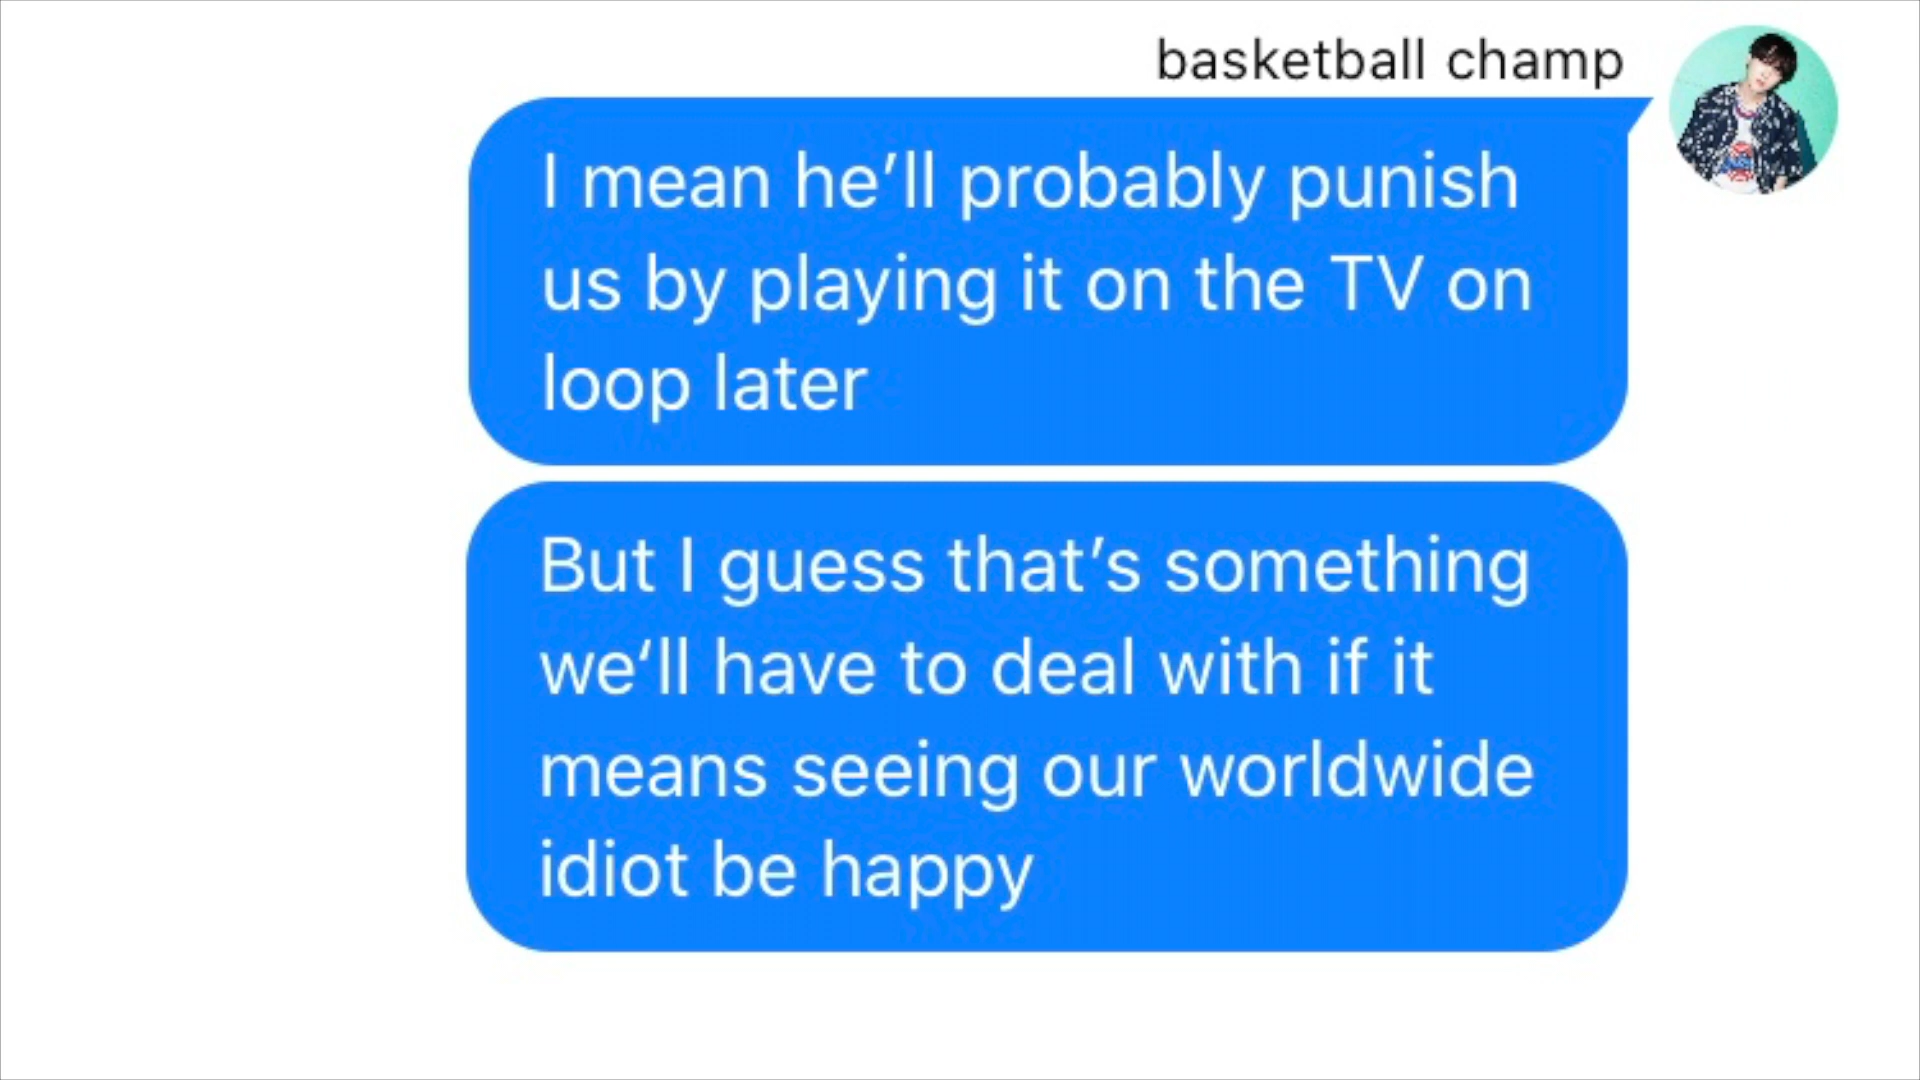 basketball champ
I mean he’ll probably punish
us by playing it on the TV on
loop later
But I guess that’s something
we‘ll have to deal with if it
means seeing our worldwide
idiot be happy